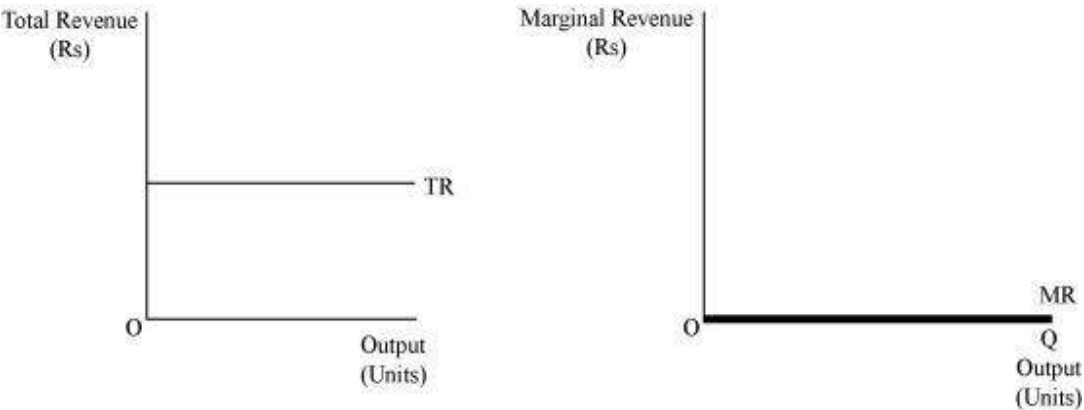 Total Revenue
(Rs)
TR
O
Output
(Units)
Marginal Revenue
(Rs)
MR
O
Q
Output
(Units)